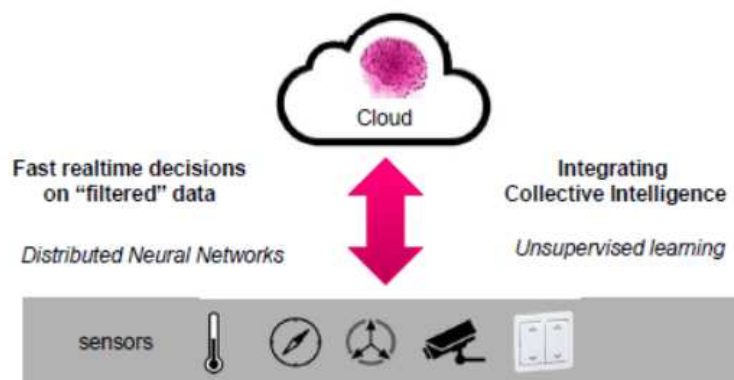 Cloud
Fast realtime decisions
on "filtered" data
Integrating
Collective Intelligence
Distributed Neural Networks
Unsupervised learning
sensors